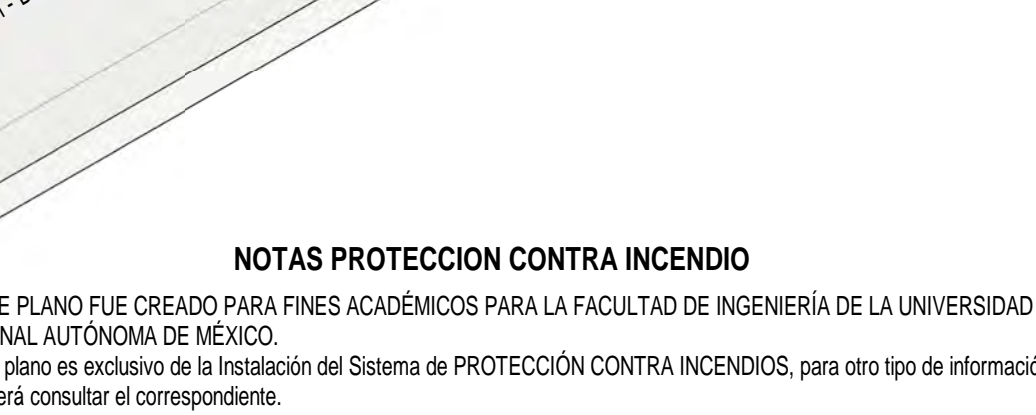 NOTAS PROTECCION CONTRA INCENDIO
E PLANO FUE CREADO PARA FINES ACADÉMICOS PARA LA FACULTAD DE INGENIERÍA DE LA UNIVERSIDAD
NAL AUTÓNOMA DE MÉXICO.
plano es exclusivo de la Instalación del Sistema de PROTECCIÓN CONTRA INCENDIOS, para otro tipo de informació
erá consultar el correspondiente.